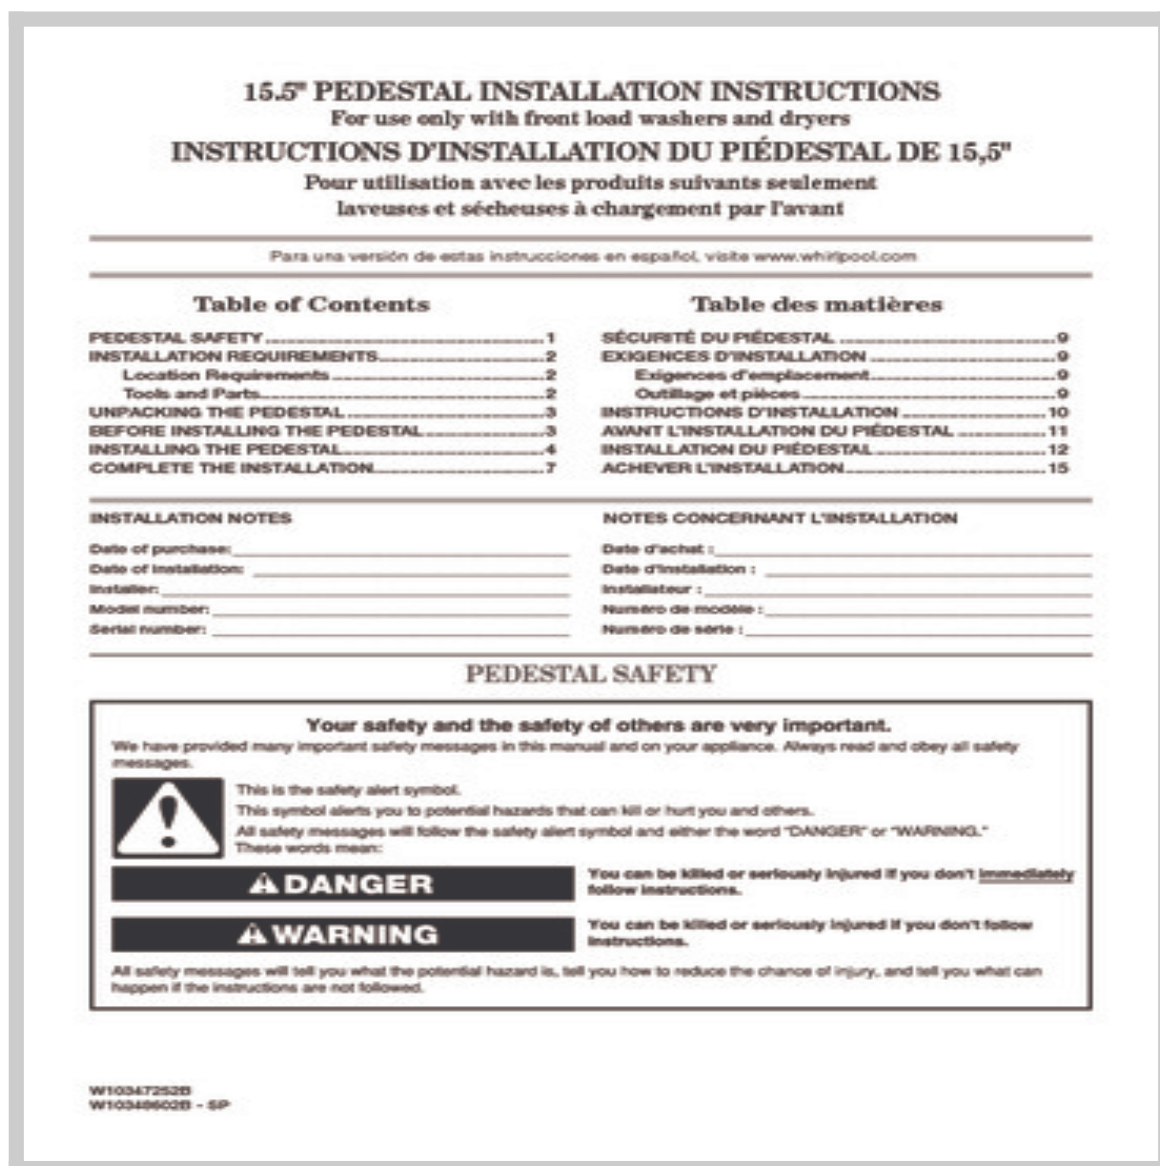 15.5" PEDESTAL INSTALLATION INSTRUCTIONS
For use only with front load washers and dryers
INSTRUCTIONS D'INSTALLATION DU PIÉDESTAL DE 15,5"
Pour utilisation avec les produits suivants seulement
laveuses et sécheuses à chargement par l'avant
Para una versión de estas instrucciones en español, visite www.whirlpool.com
Table of Contents
PEDESTAL SAFETY 1
INSTALLATION REQUIREMENTS 2
Location Requirements 2
Tools and Parts 2
UNPACKING THE PEDESTAL 3
BEFORE INSTALLING THE PEDESTAL 3
INSTALLING THE PEDESTAL 4
COMPLETE THE INSTALLATION 7
Table des matières
SÉCURITÉ DU PIÉDESTAL 9
EXIGENCES D'INSTALLATION 9
Exigences d'emplacement 9
Outillage et pièces 9
INSTRUCTIONS D'INSTALLATION 10
AVANT L'INSTALLATION DU PIÉDESTAL 11
INSTALLATION DU PIÉDESTAL 12
ACHEVER L'INSTALLATION 15
INSTALLATION NOTES
Date of purchase:
Date of installation:
Installer:
Model number:
Serial number:
NOTES CONCERNANT L'INSTALLATION
Date d'achat :
Date d'installation :
Installateur :
Numéro de modèle :
Numéro de série :
PEDESTAL SAFETY
Your safety and the safety of others are very important.
We have provided many important safety messages in this manual and on your appliance. Always read and obey all safety
messages.
This is the safety alert symbol.
This symbol alerts you to potential hazards that can kill or hurt you and others.
All safety messages will follow the safety alert symbol and either the word "DANGER" or "WARNING."
These words mean:
DANGER
You can be killed or seriously injured if you don't immediately
follow instructions.
WARNING
You can be killed or seriously injured if you don't follow
instructions.
All safety messages will tell you what the potential hazard is, tell you how to reduce the chance of injury, and tell you what can
happen if the instructions are not followed.
W10347252B
W10348602B - SP